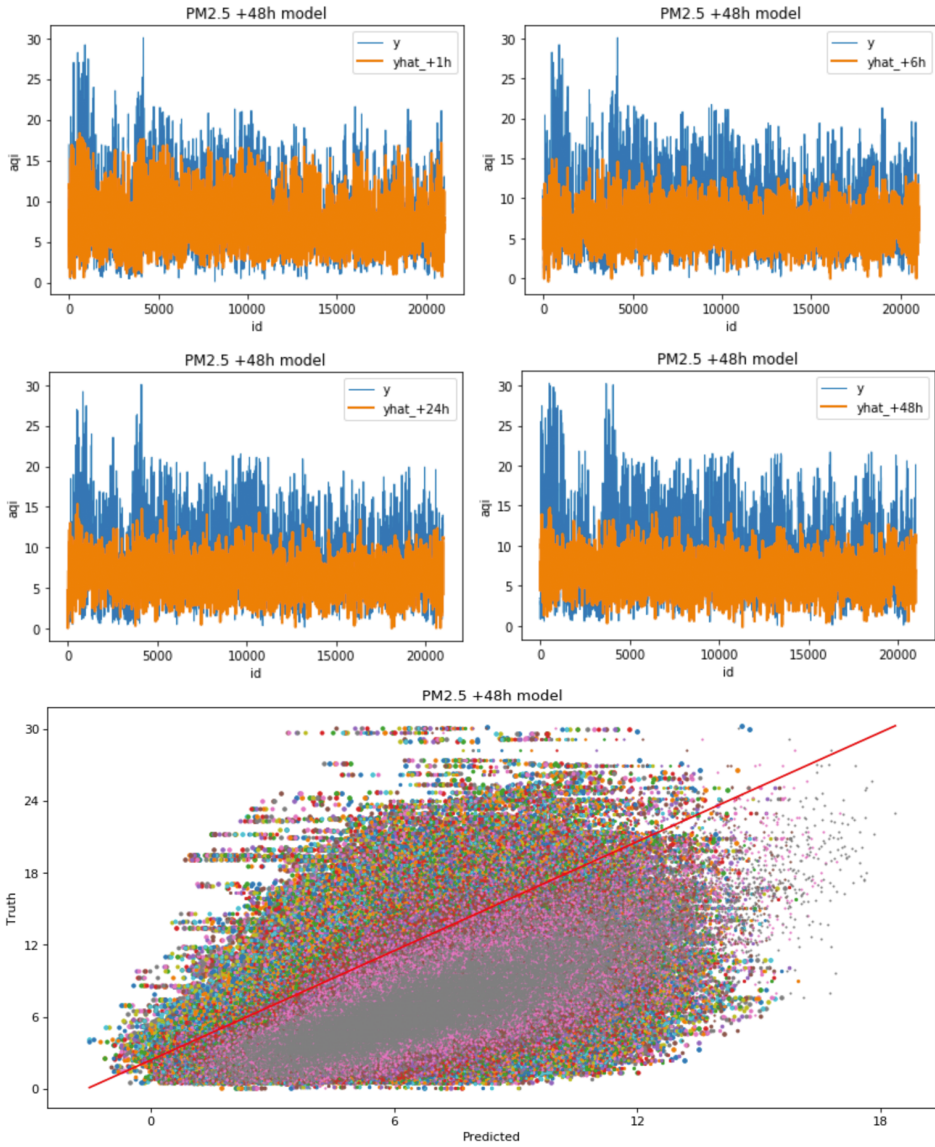 PM2.5 +48h model
30
25
20
15
10
5
0
aqi
y
yhat_+1h
0
5000
10000
15000
20000
id
PM2.5 +48h model
30
25
20
15
10
5
0
aqi
y
yhat_+6h
0
5000
10000
15000
20000
id
PM2.5 +48h model
30
25
20
15
10
5
0
aqi
y
yhat_+24h
0
5000
10000
15000
20000
id
PM2.5 +48h model
30
25
20
15
10
5
0
aqi
y
yhat_+48h
0
5000
10000
15000
20000
id
PM2.5 +48h model
30
24
18
12
6
0
Truth
0
6
12
18
Predicted